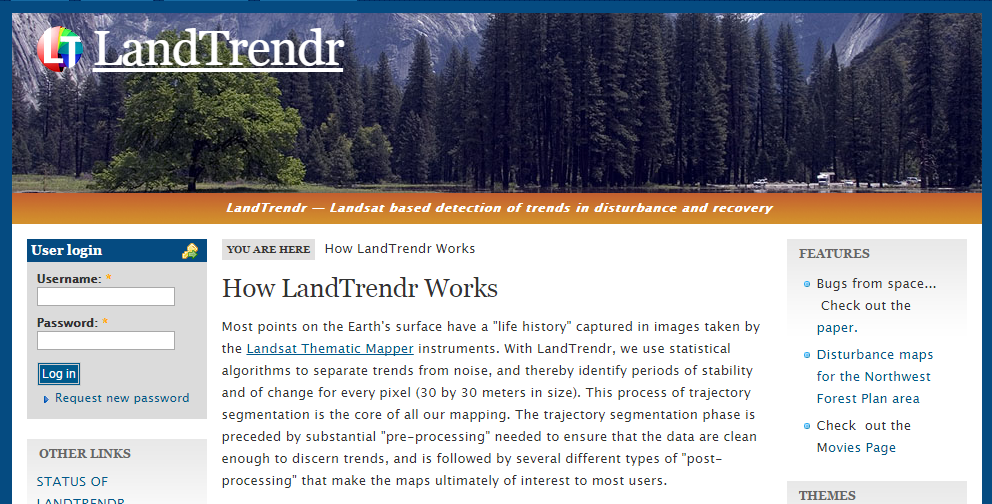 LT LandTrendr
LandTrendr — Landsat based detection of trends in disturbance and recovery
User login
Username: *
Password: *
Log in
Request new password
OTHER LINKS
STATUS OF
LANDTRENDR
YOU ARE HERE How LandTrendr Works
How LandTrendr Works
Most points on the Earth's surface have a "life history" captured in images taken by
the Landsat Thematic Mapper instruments. With LandTrendr, we use statistical
algorithms to separate trends from noise, and thereby identify periods of stability
and of change for every pixel (30 by 30 meters in size). This process of trajectory
segmentation is the core of all our mapping. The trajectory segmentation phase is
preceded by substantial "pre-processing" needed to ensure that the data are clean
enough to discern trends, and is followed by several different types of "post-
processing" that make the maps ultimately of interest to most users.
FEATURES
Bugs from space...
Check out the
paper.
Disturbance maps
for the Northwest
Forest Plan area
Check out the
Movies Page
THEMES